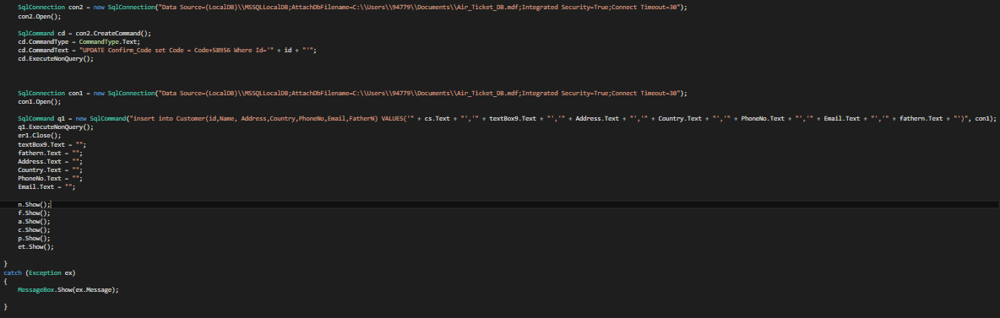 SqlConnection con2 = new SqlConnection("Data Source=(LocalDB)\\MSSQLLocalDB;AttachDbFilename=C:\\Users\\94779\\Documents\\Air_Ticket_DB.mdf;Integrated Security=True;Connect Timeout=30");
con2.Open();
SqlCommand cd = con2.CreateCommand();
cd.CommandType = CommandType.Text;
cd.CommandText = "UPDATE Confirm_Code set Code = Code+58956 Where Id='" + id + "'";
cd.ExecuteNonQuery();
SqlConnection con1 = new SqlConnection("Data Source=(LocalDB)\\MSSQLLocalDB;AttachDbFilename=C:\\Users\\94779\\Documents\\Air_Ticket_DB.mdf;Integrated Security=True;Connect Timeout=30");
con1.Open();
SqlCommand q1 = new SqlCommand("insert into Customer(id,Name, Address,Country,PhoneNo,Email,FatherN) VALUES('" + cs.Text + "','" + textBox9.Text + "','" + Address.Text + "','" + Country.Text + "','" + PhoneNo.Text + "','" + Email.Text + "','" + fathern.Text + "')", con1);
q1.ExecuteNonQuery();
er1.Close();
textBox9.Text = "";
fathern.Text = "";
Address.Text = "";
Country.Text = "";
PhoneNo.Text = "";
Email.Text = "";
n.Show();
f.Show();
a.Show();
c.Show();
p.Show();
et.Show();
}
catch (Exception ex)
{
MessageBox.Show(ex.Message);
}